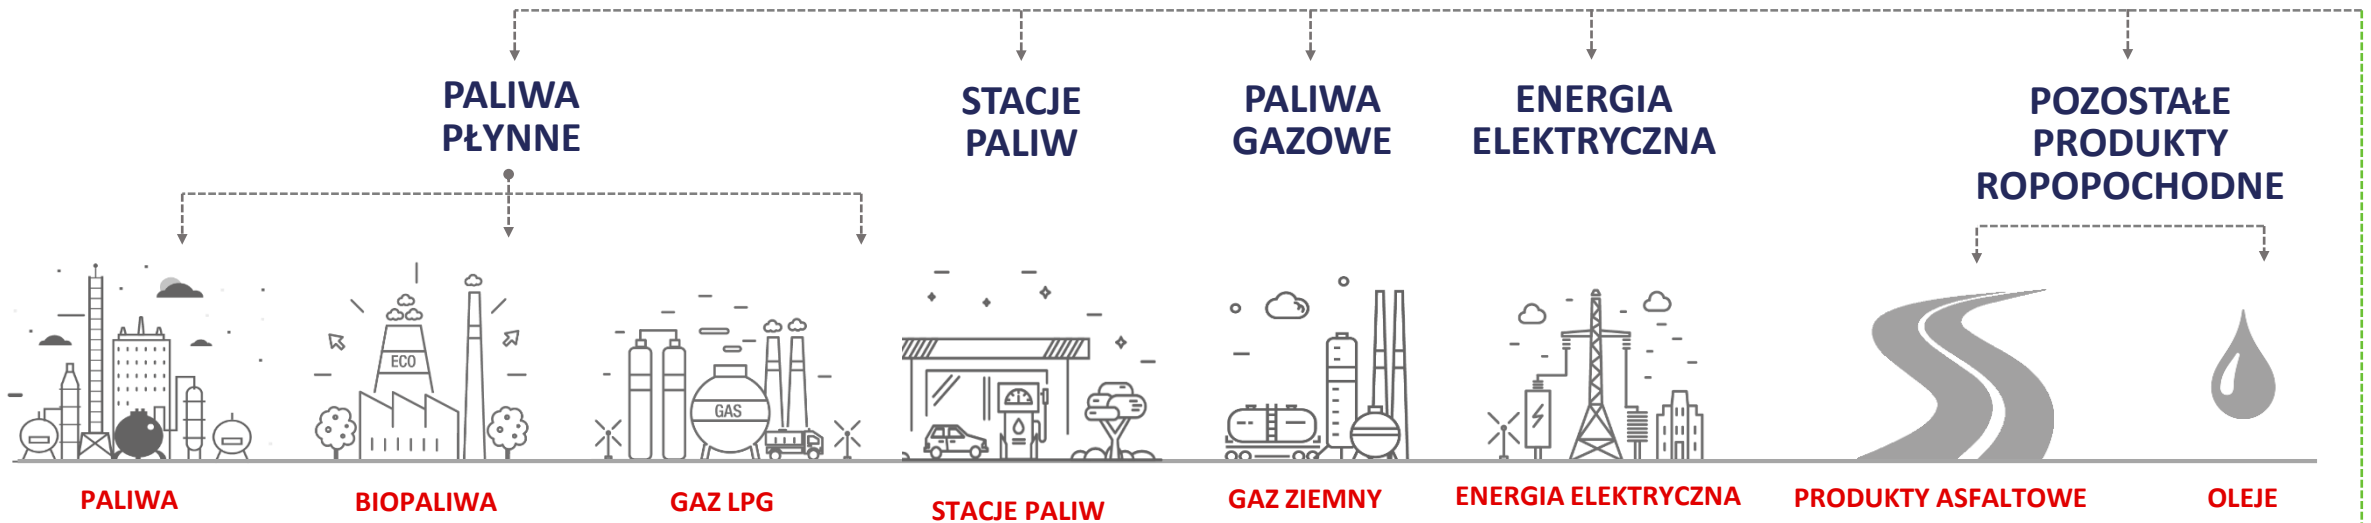 PALIWA
PŁYNNE
STACJE
PALIW
PALIWA
GAZOWE
ENERGIA
ELEKTRYCZNA
POZOSTAŁE
PRODUKTY
ROPOPOCHODNE
ECO
GAS
PALIWA
BIOPALIWA
GAZ LPG
STACJE PALIW
GAZ ZIEMNY
ENERGIA ELEKTRYCZNA
PRODUKTY ASFALTOWE
OLEJE